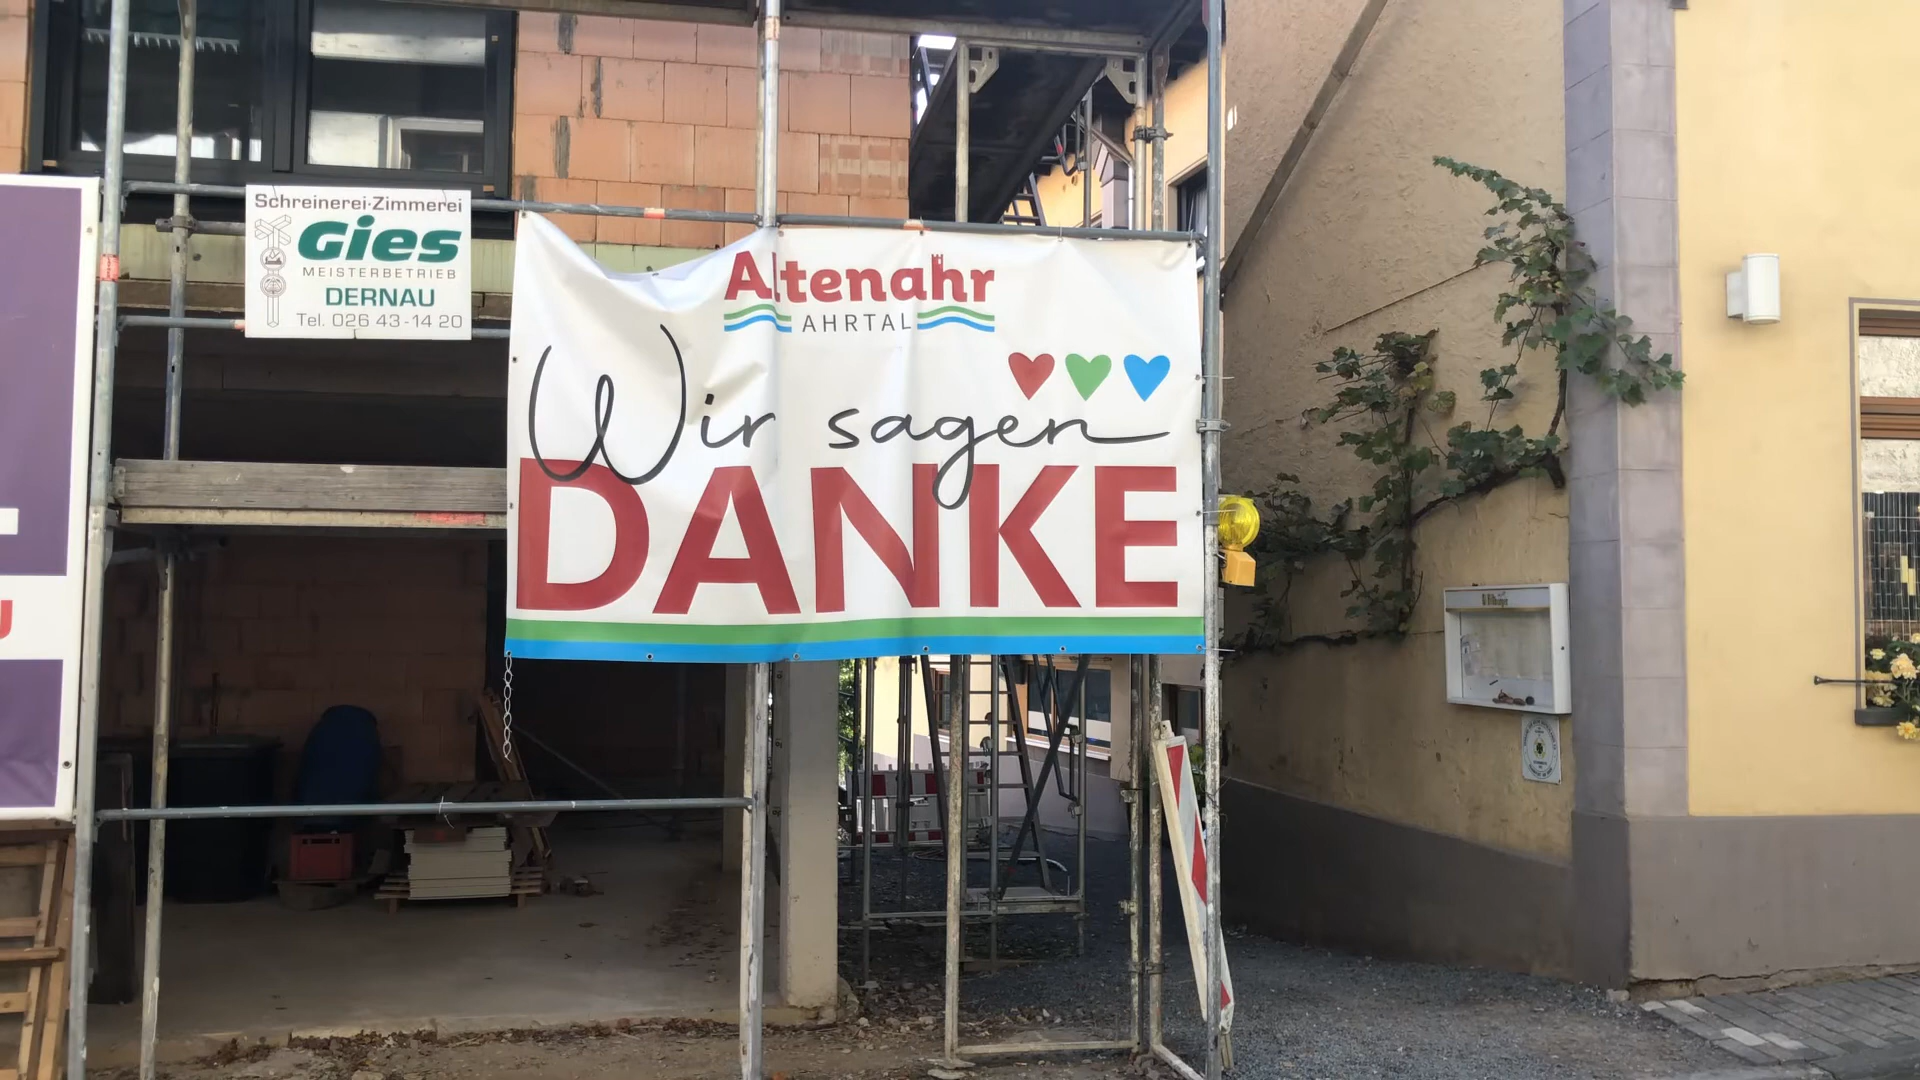 Schreinerei·Zimmerei
Gies
MEISTERBETRIEB
DERNAU
Tel. 026 43-14 20
Altenahr
AHRTAL
Wir sagen
DANKE